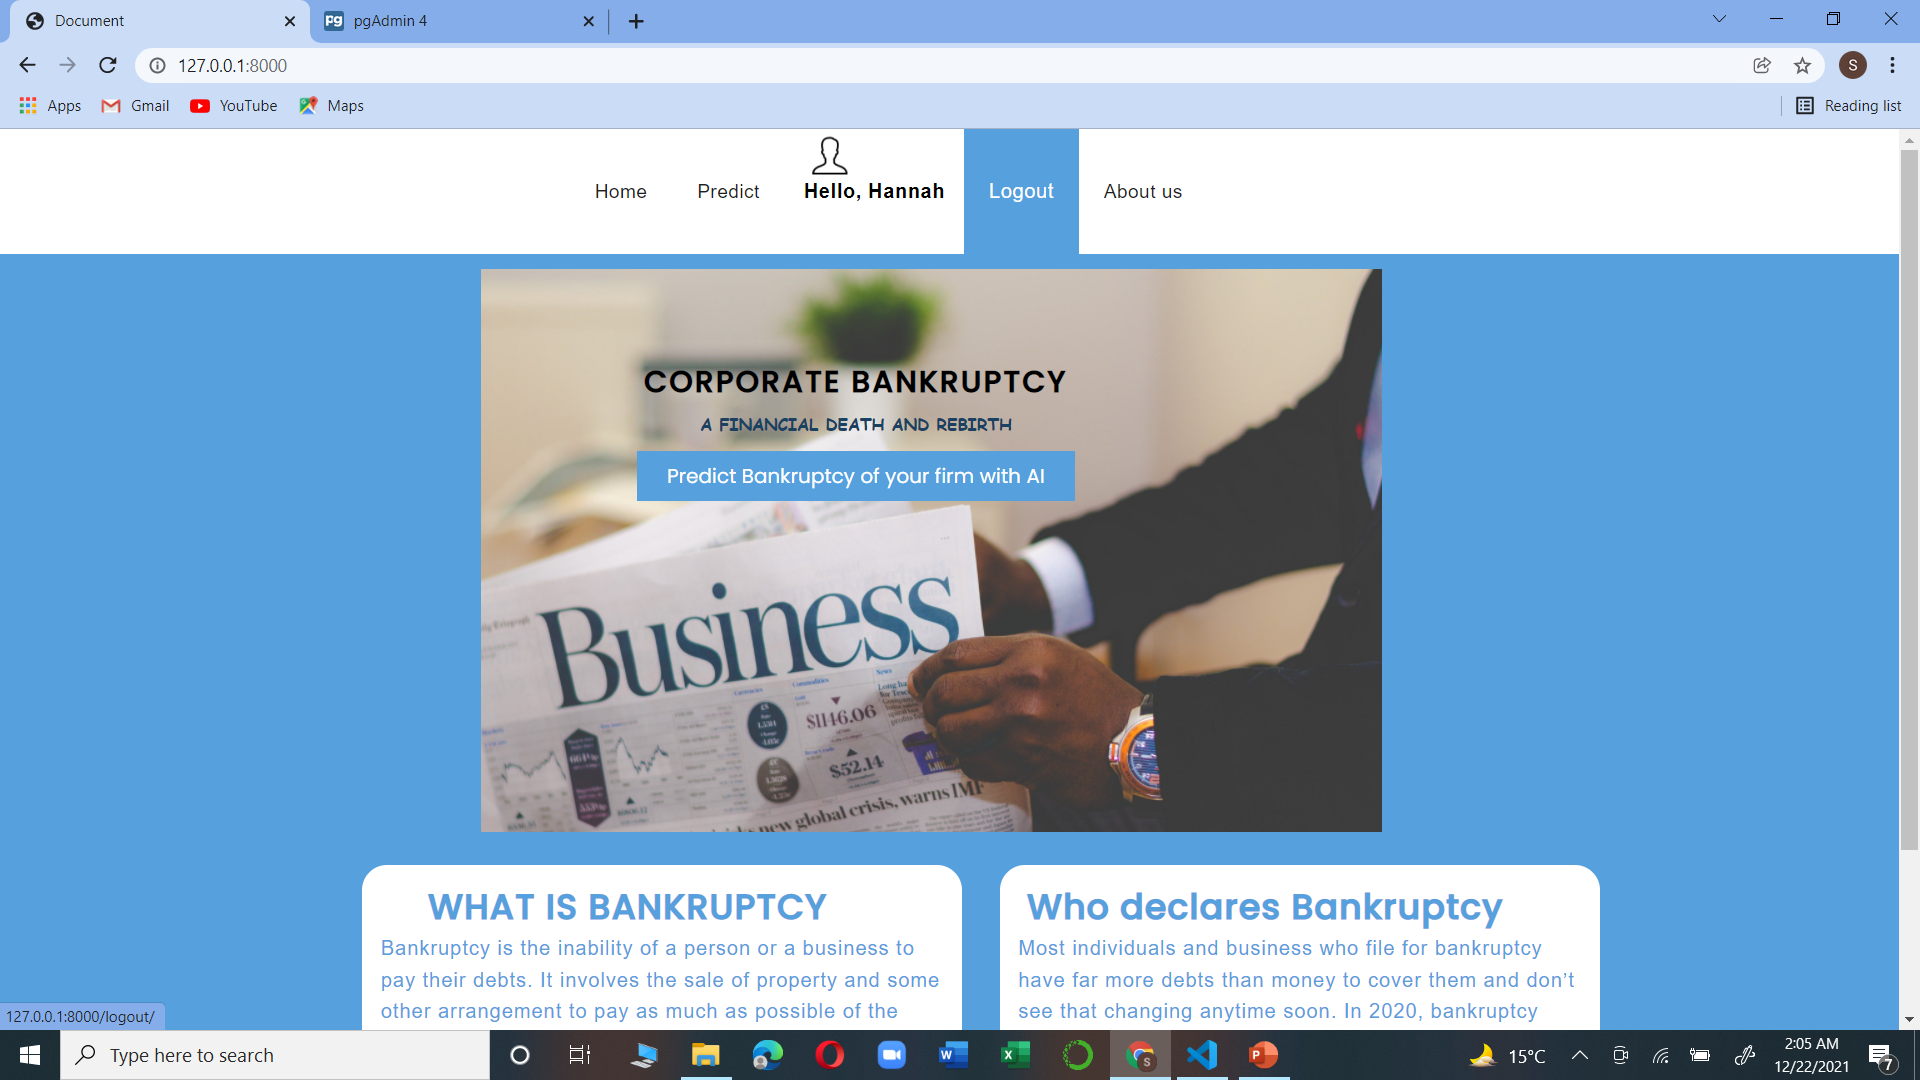 Document
pgAdmin 4
127.0.0.1:8000
S
Apps
Gmail
YouTube
Maps
Reading list
Home
Predict
Hello, Hannah
Logout
About us
CORPORATE BANKRUPTCY
A FINANCIAL DEATH AND REBIRTH
Predict Bankruptcy of your firm with AI
Business
Currencies
Commodities
News
$1146.06
$52.14
new global crisis, warns IMF
WHAT IS BANKRUPTCY
Bankruptcy is the inability of a person or a business to
pay their debts. It involves the sale of property and some
other arrangement to pay as much as possible of the
Who declares Bankruptcy
Most individuals and business who file for bankruptcy
have far more debts than money to cover them and don't
see that changing anytime soon. In 2020, bankruptcy
127.0.0.1:8000/logout/
Type here to search
15°C
2:05 AM
12/22/2021
7